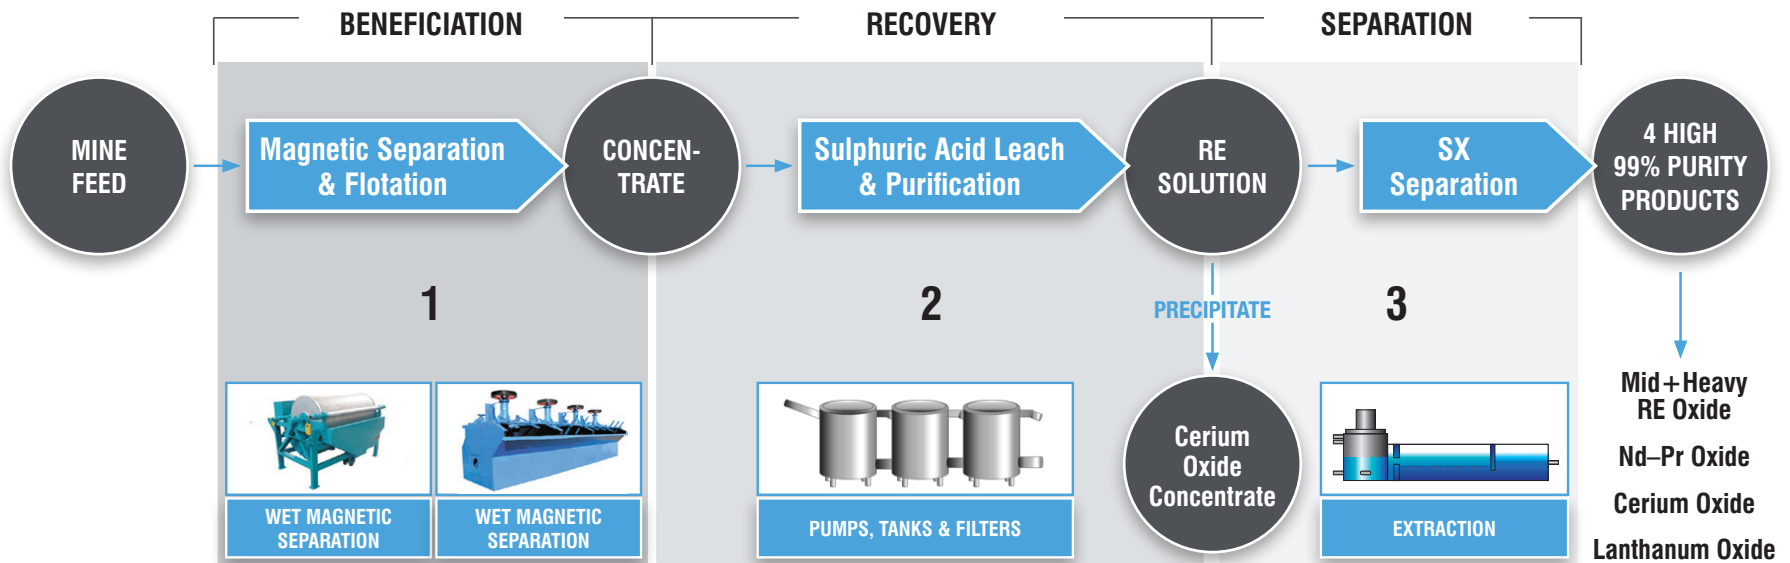 BENEFICIATION
RECOVERY
SEPARATION
MINE
FEED
Magnetic Separation
& Flotation
CONCEN-
TRATE
Sulphuric Acid Leach
& Purification
RE
SOLUTION
SX
Separation
4 HIGH
99% PURITY
PRODUCTS
1
2
3
PRECIPITATE
WET MAGNETIC
SEPARATION
WET MAGNETIC
SEPARATION
PUMPS, TANKS & FILTERS
Cerium
Oxide
Concentrate
EXTRACTION
Mid+Heavy
RE Oxide
Nd–Pr Oxide
Cerium Oxide
Lanthanum Oxide